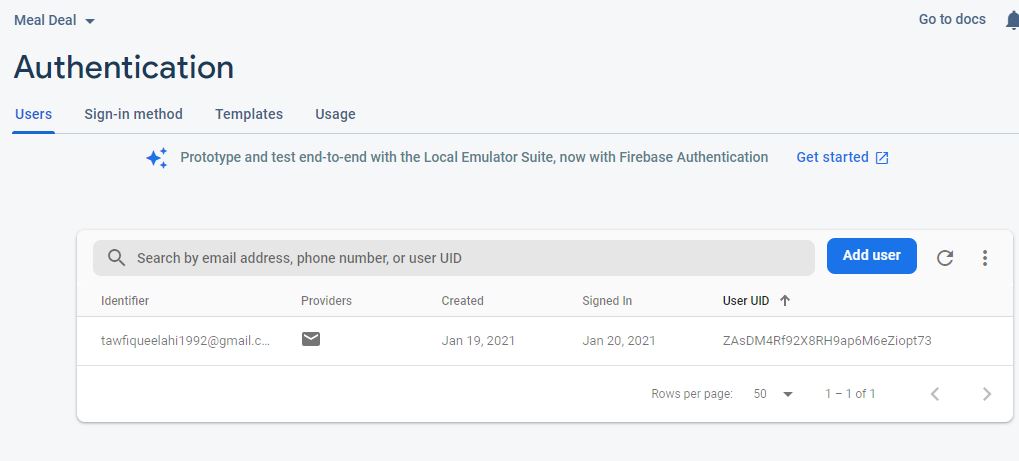 Meal Deal
Go to docs
Authentication
Users Sign-in method Templates Usage
Prototype and test end-to-end with the Local Emulator Suite, now with Firebase Authentication Get started
Search by email address, phone number, or user UID
Add user
Identifier Providers Created Signed In User UID
tawfiqueelahi1992@gmail.c... Jan 19, 2021 Jan 20, 2021 ZAsDM4Rf92X8RH9ap6M6eZiopt73
Rows per page: 50 1 – 1 of 1